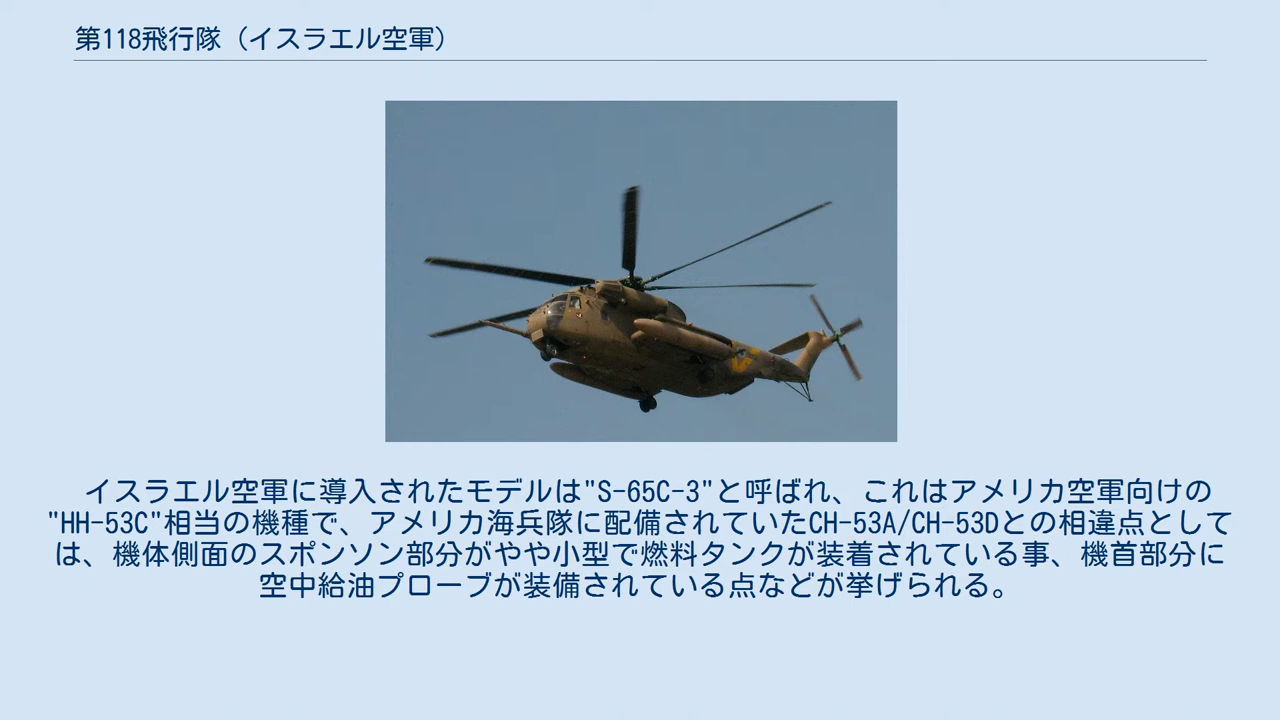 第118飛行隊（イスラエル空軍）
イスラエル空軍に導入されたモデルは"S-65C-3"と呼ばれ、これはアメリカ空軍向けの
"HH-53C"相当の機種で、アメリカ海兵隊に配備されていたCH-53A/CH-53Dとの相違点として
は、機体側面のスポンソン部分がやや小型で燃料タンクが装着されている事、機首部分に
空中給油プローブが装備されている点などが挙げられる。